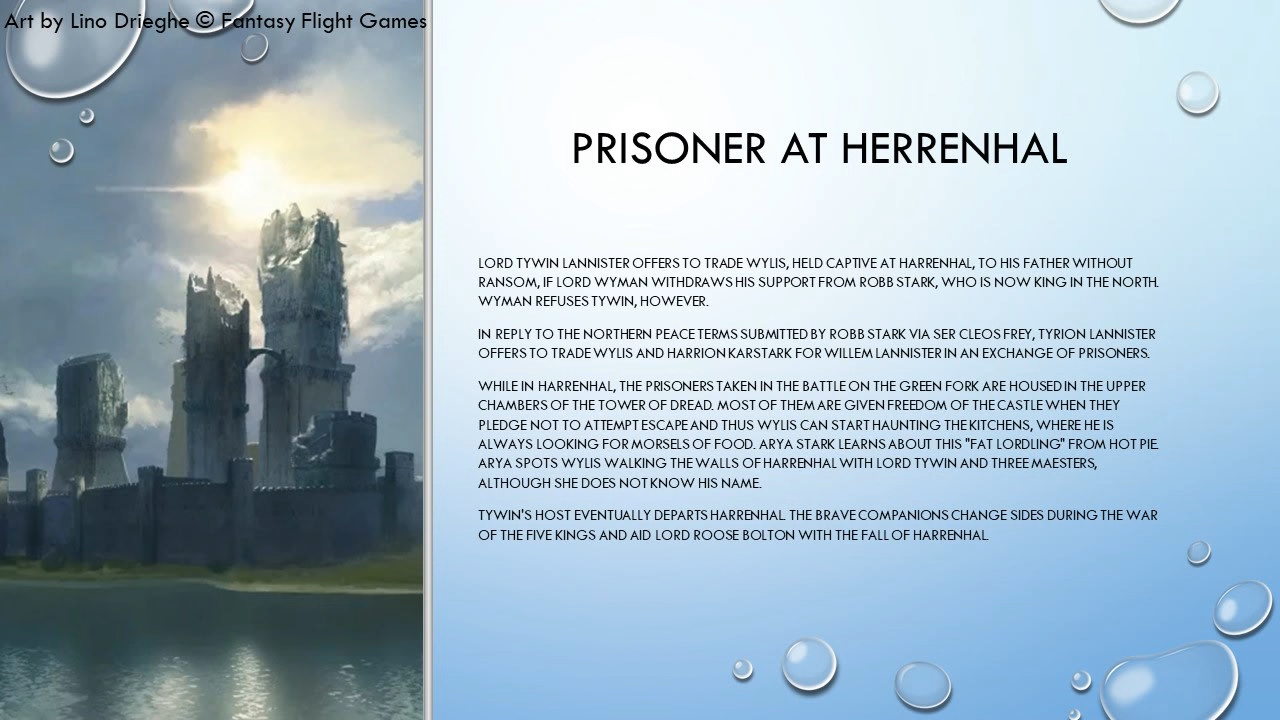 Art by Lino Drieghe © Fantasy Flight Games
PRISONER AT HERRENHAL
LORD TYWIN LANNISTER OFFERS TO TRADE WYLIS, HELD CAPTIVE AT HARRENHAL, TO HIS FATHER WITHOUT
RANSOM, IF LORD WYMAN WITHDRAWS HIS SUPPORT FROM ROBB STARK, WHO IS NOW KING IN THE NORTH.
WYMAN REFUSES TYWIN, HOWEVER.
IN REPLY TO THE NORTHERN PEACE TERMS SUBMITTED BY ROBB STARK VIA SER CLEOS FREY, TYRION LANNISTER
OFFERS TO TRADE WYLIS AND HARRION KARSTARK FOR WILLEM LANNISTER IN AN EXCHANGE OF PRISONERS.
WHILE IN HARRENHAL, THE PRISONERS TAKEN IN THE BATTLE ON THE GREEN FORK ARE HOUSED IN THE UPPER
CHAMBERS OF THE TOWER OF DREAD. MOST OF THEM ARE GIVEN FREEDOM OF THE CASTLE WHEN THEY
PLEDGE NOT TO ATTEMPT ESCAPE AND THUS WYLIS CAN START HAUNTING THE KITCHENS, WHERE HE IS
ALWAYS LOOKING FOR MORSELS OF FOOD. ARYA STARK LEARNS ABOUT THIS "FAT LORDLING" FROM HOT PIE.
ARYA SPOTS WYLIS WALKING THE WALLS OF HARRENHAL WITH LORD TYWIN AND THREE MAESTERS,
ALTHOUGH SHE DOES NOT KNOW HIS NAME.
TYWIN'S HOST EVENTUALLY DEPARTS HARRENHAL. THE BRAVE COMPANIONS CHANGE SIDES DURING THE WAR
OF THE FIVE KINGS AND AID LORD ROOSE BOLTON WITH THE FALL OF HARRENHAL.